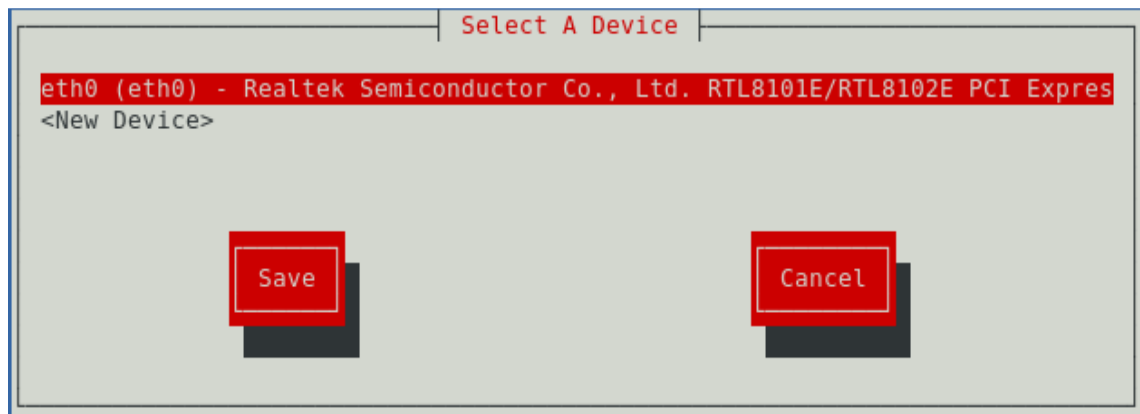 Select A Device
eth0 (eth0) - Realtek Semiconductor Co., Ltd. RTL8101E/RTL8102E PCI Expres
<New Device>
Save
Cancel